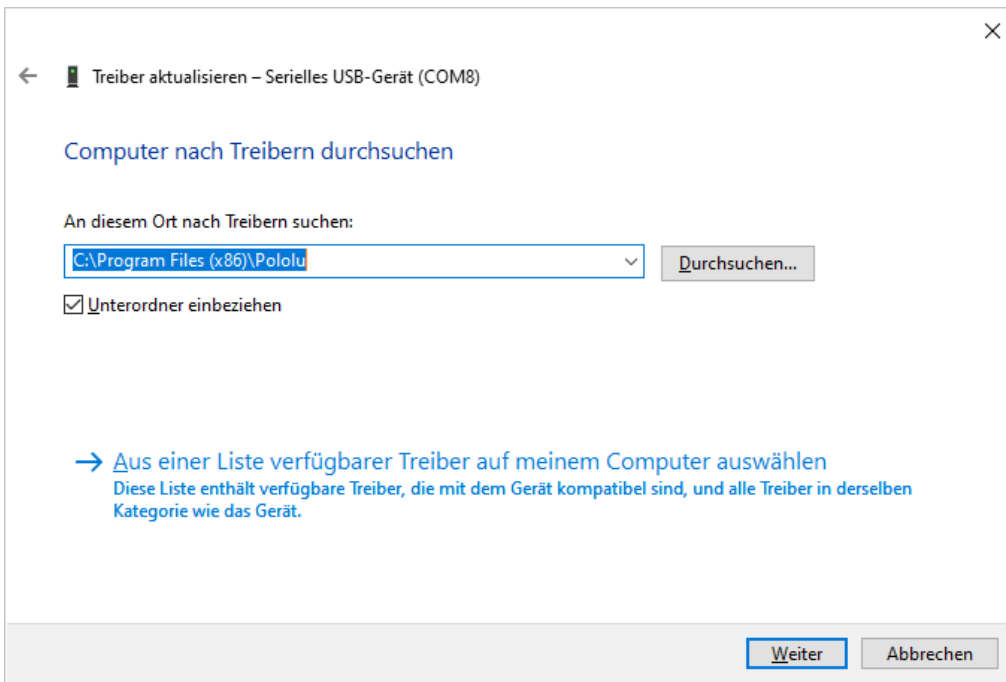 Treiber aktualisieren – Serielles USB-Gerät (COM8)
Computer nach Treibern durchsuchen
An diesem Ort nach Treibern suchen:
C:\Program Files (x86)\Pololu
Durchsuchen...
Unterordner einbeziehen
Aus einer Liste verfügbarer Treiber auf meinem Computer auswählen
Diese Liste enthält verfügbare Treiber, die mit dem Gerät kompatibel sind, und alle Treiber in derselben
Kategorie wie das Gerät.
Weiter
Abbrechen